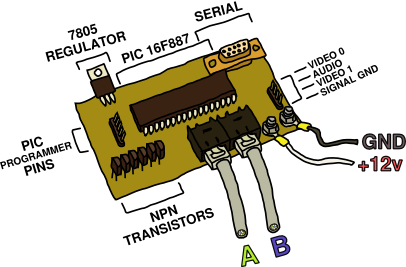 7805
REGULATOR
PIC 16F887
SERIAL
VIDEO 0
AUDIO
VIDEO 1
SIGNAL GND
GND
+12v
PIC
PROGRAMMER
PINS
NPN
TRANSISTORS
A
B